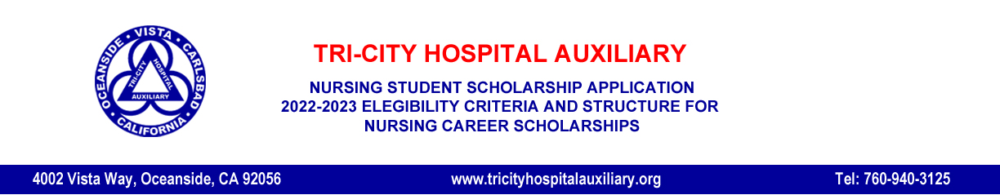 OCEANSIDE • VISTA • CARLSBAD • CALIFORNIA •
TRI-CITY HOSPITAL AUXILIARY
TRI-CITY HOSPITAL AUXILIARY
NURSING STUDENT SCHOLARSHIP APPLICATION
2022-2023 ELEGIBILITY CRITERIA AND STRUCTURE FOR
NURSING CAREER SCHOLARSHIPS
4002 Vista Way, Oceanside, CA 92056 www.tricityhospitalauxiliary.org Tel: 760-940-3125